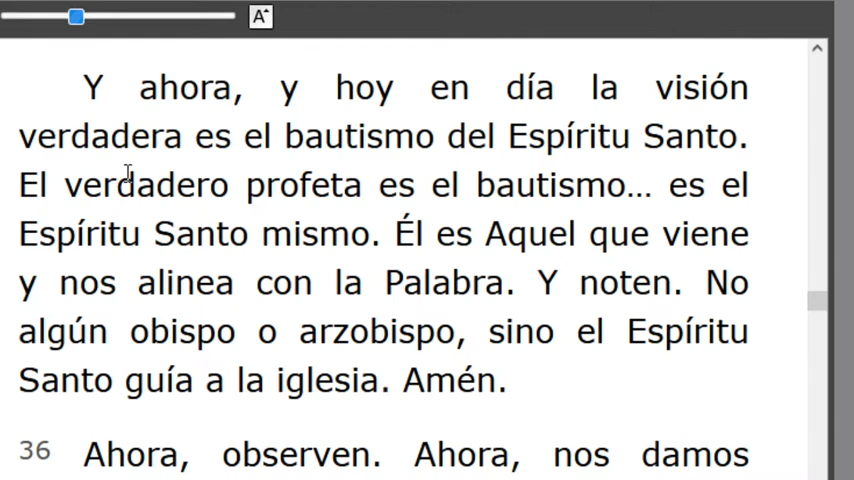 A
Y ahora, y hoy en día la visión
verdadera es el bautismo del Espíritu Santo.
El verdadero profeta es el bautismo… es el
Espíritu Santo mismo. Él es Aquel que viene
y nos alinea con la Palabra. Y noten. No
algún obispo o arzobispo, sino el Espíritu
Santo guía a la iglesia. Amén.
36 Ahora, observen. Ahora, nos damos